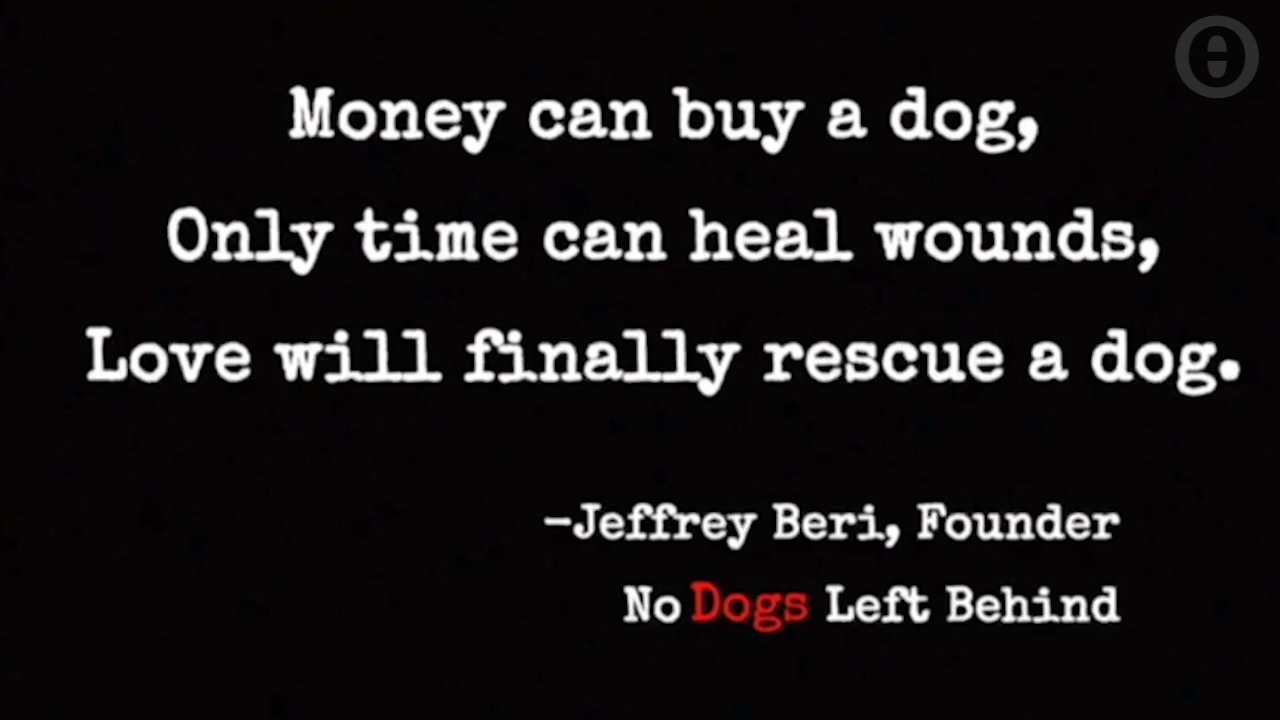 Money can buy a dog,
Only time can heal wounds,
Love will finally rescue a dog.
-Jeffrey Beri, Founder
No Dogs Left Behind